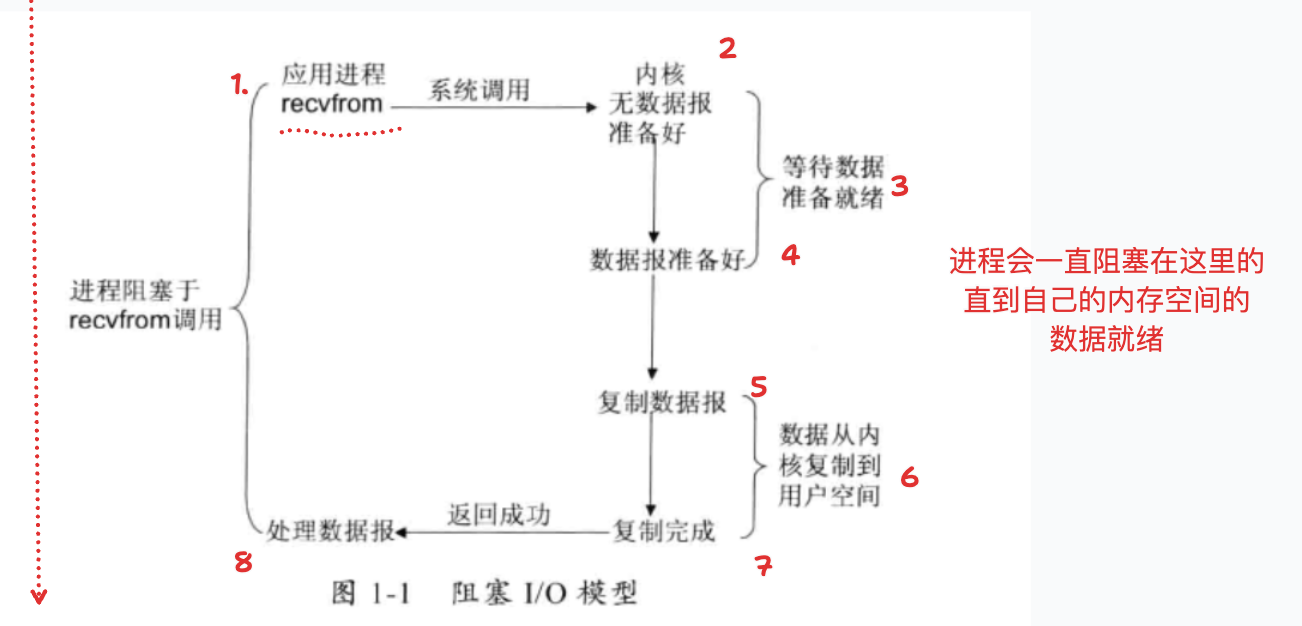 2
1.
应用进程
recvfrom
系统调用
内核
无数据报
准备好
等待数据
准备就绪
3
数据报准备好
4
进程会一直阻塞在这里的
直到自己的内存空间的
数据就绪
进程阻塞于
recvfrom调用
5
复制数据报
数据从内
核复制到
用户空间
6
处理数据报
返回成功
复制完成
8
7
图 1-1 阻塞 I/O 模型